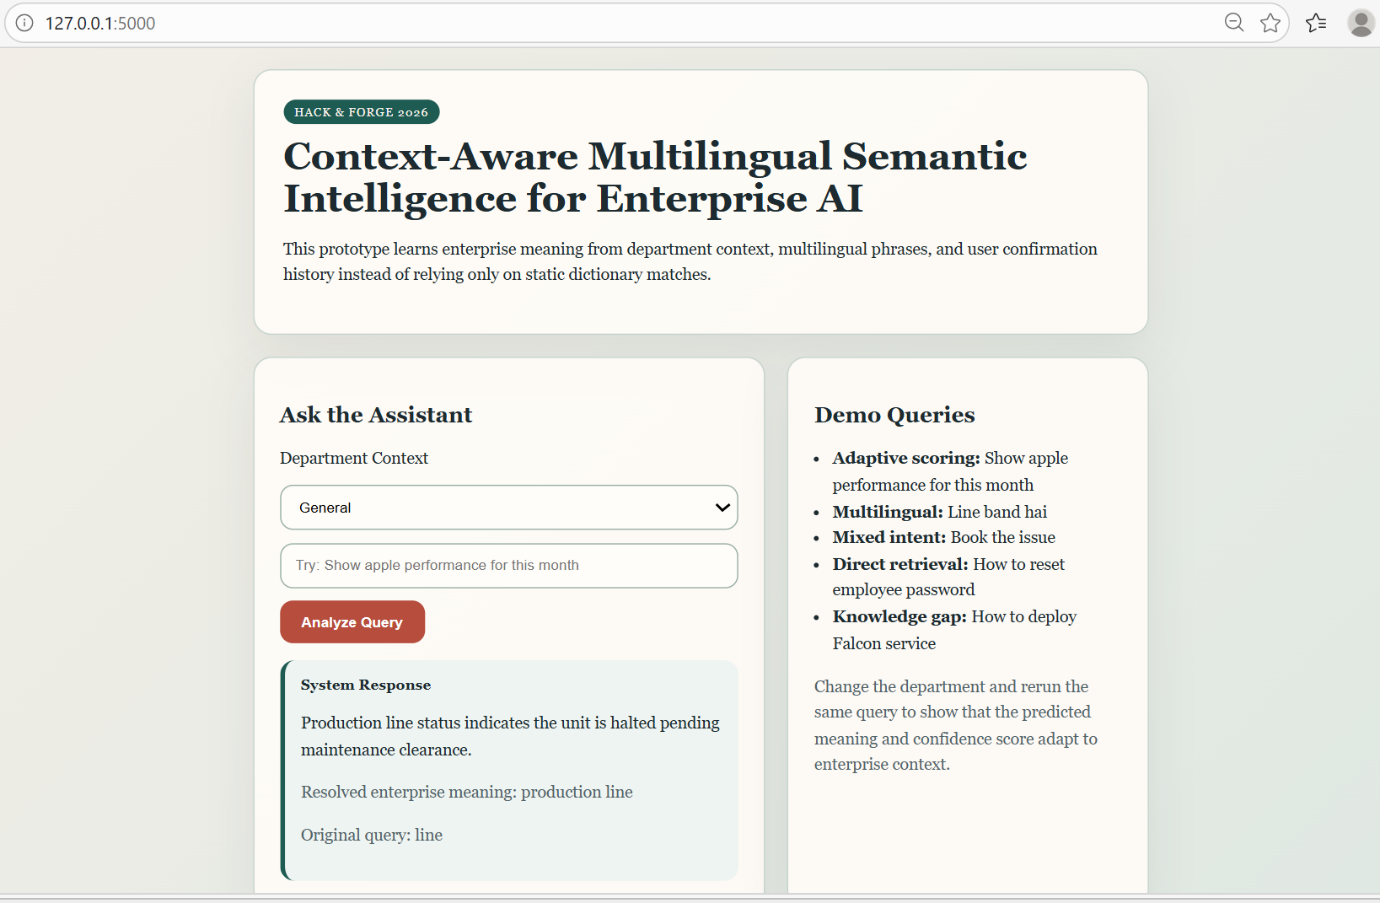 127.0.0.1:5000
HACK & FORGE 2026
Context-Aware Multilingual Semantic
Intelligence for Enterprise AI
This prototype learns enterprise meaning from department context, multilingual phrases, and user confirmation
history instead of relying only on static dictionary matches.
Ask the Assistant
Department Context
General
Try: Show apple performance for this month
Analyze Query
System Response
Production line status indicates the unit is halted pending
maintenance clearance.
Resolved enterprise meaning: production line
Original query: line
Demo Queries
• Adaptive scoring: Show apple
performance for this month
• Multilingual: Line band hai
• Mixed intent: Book the issue
• Direct retrieval: How to reset
employee password
• Knowledge gap: How to deploy
Falcon service
Change the department and rerun the
same query to show that the predicted
meaning and confidence score adapt to
enterprise context.